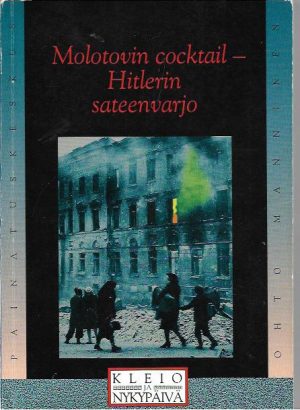 Molotovin cocktail –
Hitlerin
sateenvarjo
PAINATUSKESKUS
OHTO MANNINEN
KLEIO
JA
NYKYPÄIVÄ